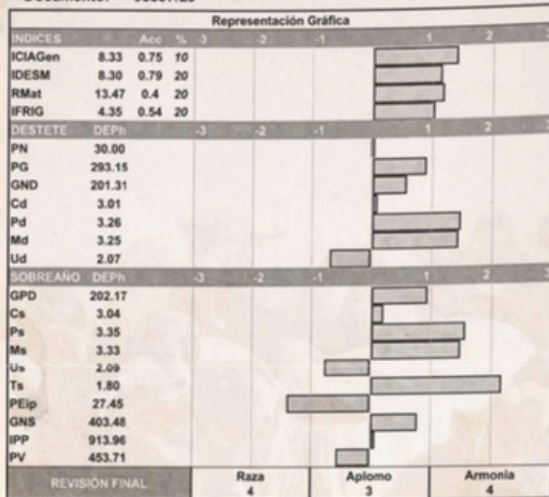 Representación Gráfica
INDICES Acc % -3 -2 -1 1 2
ICIAGen 8.33 0.75 10
IDESM 8.30 0.79 20
RMat 13.47 0.4 20
IFRIG 4.35 0.54 20
DESTETE DEPh -3 -2 -1 1 2
PN 30.00
PG 293.15
GND 201.31
Cd 3.01
Pd 3.26
Md 3.25
Ud 2.07
SOBREAÑO DEPh -3 -2 -1 1 2
GPD 202.17
Cs 3.04
Ps 3.35
Ms 3.33
Us 2.09
Ts 1.80
PEip 27.45
GNS 403.48
IPP 913.96
PV 453.71
REVISIÓN FINAL Raza Aplomo Armonia
4 3 4